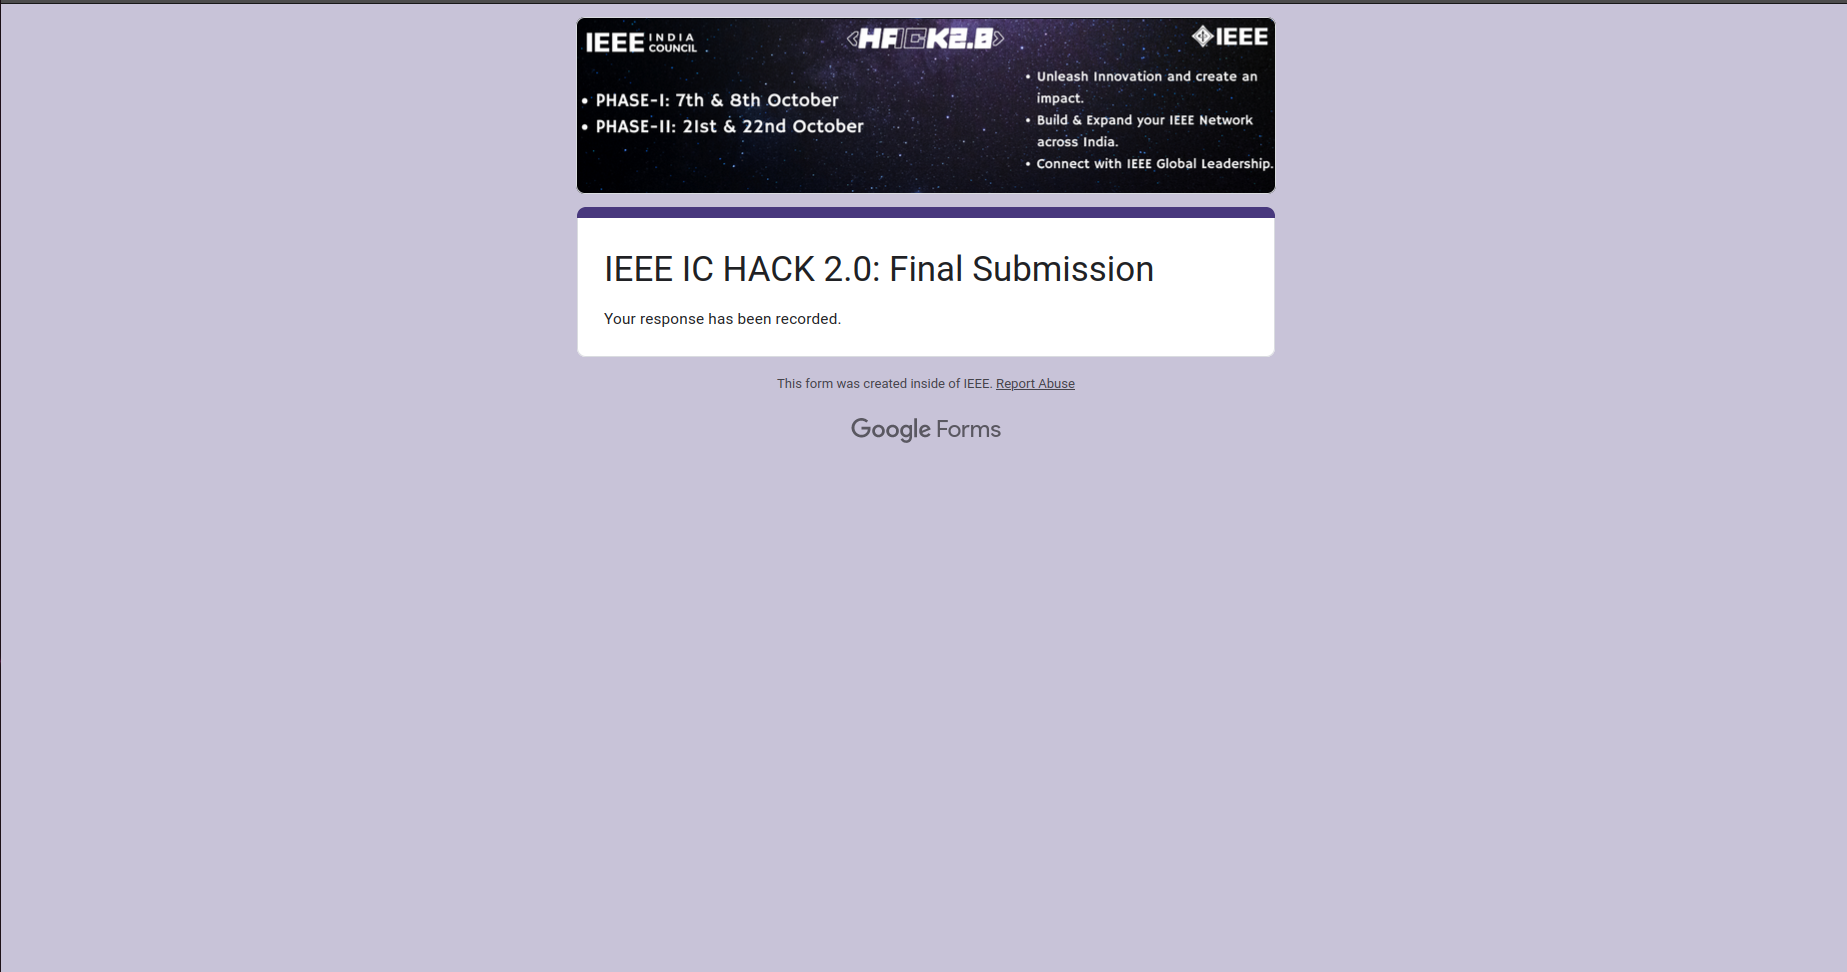 IEEE INDIA COUNCIL
<HACK2.0>
IEEE
• PHASE-I: 7th & 8th October
• PHASE-II: 21st & 22nd October
• Unleash Innovation and create an
impact.
• Build & Expand your IEEE Network
across India.
• Connect with IEEE Global Leadership.
IEEE IC HACK 2.0: Final Submission
Your response has been recorded.
This form was created inside of IEEE. Report Abuse
Google Forms